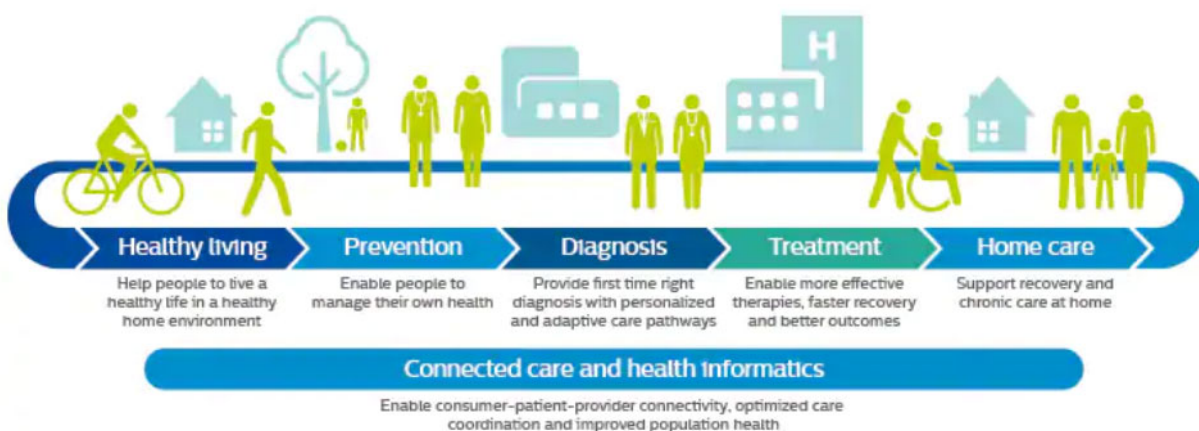 H
Healthy living
Prevention
Diagnosis
Treatment
Home care
Help people to live a
healthy life in a healthy
home environment
Enable people to
manage their own health
Provide first time right
diagnosis with personalized
and adaptive care pathways
Enable more effective
therapies, faster recovery
and better outcomes
Support recovery and
chronic care at home
Connected care and health informatics
Enable consumer-patient-provider connectivity, optimized care
coordination and improved population health